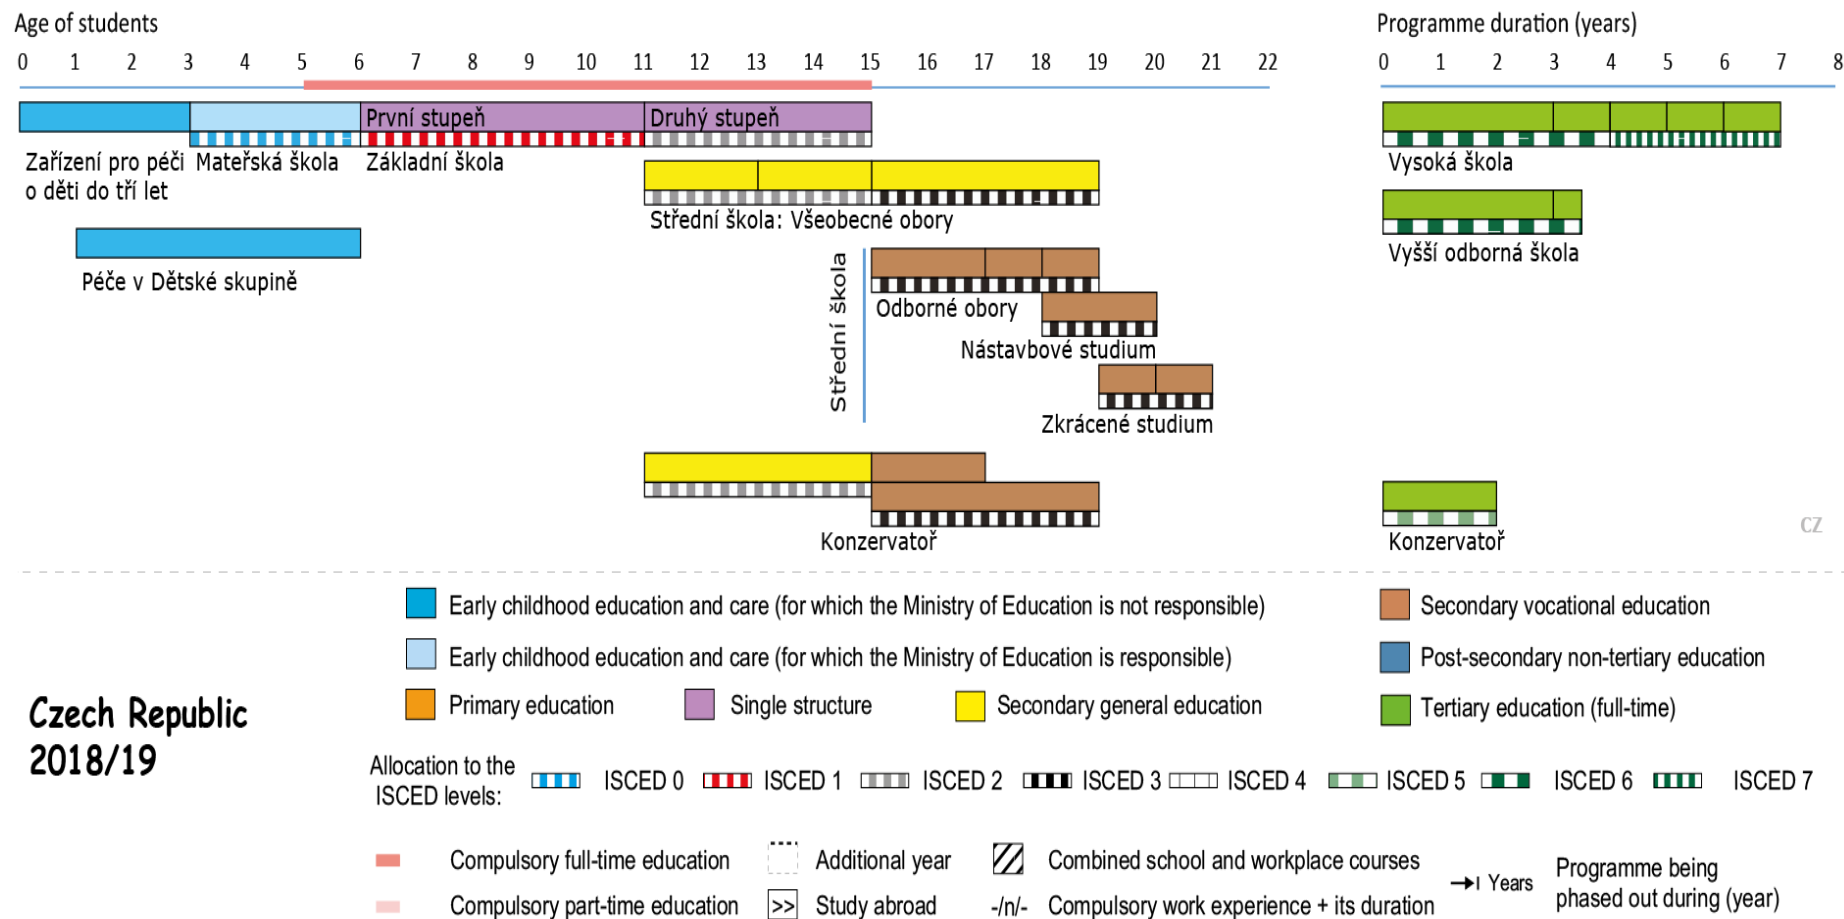 Age of students
Programme duration (years)
0 1 2 3 4 5 6 7 8 9 10 11 12 13 14 15 16 17 18 19 20 21 22
0 1 2 3 4 5 6 7 8
První stupeň
Druhý stupeň
Zařízení pro péči
o děti do tří let
Mateřská škola
Základní škola
Vysoká škola
Střední škola: Všeobecné obory
Vyšší odborná škola
Péče v Dětské skupině
Střední škola
Odborné obory
Nástavbové studium
Zkrácené studium
Konzervatoř
Konzervatoř
CZ
Early childhood education and care (for which the Ministry of Education is not responsible)
Secondary vocational education
Early childhood education and care (for which the Ministry of Education is responsible)
Post-secondary non-tertiary education
Primary education
Single structure
Secondary general education
Tertiary education (full-time)
Czech Republic
2018/19
Allocation to the
ISCED levels:
ISCED 0
ISCED 1
ISCED 2
ISCED 3
ISCED 4
ISCED 5
ISCED 6
ISCED 7
Compulsory full-time education
Additional year
Combined school and workplace courses
Years
Programme being
phased out during (year)
Compulsory part-time education
>> Study abroad
-/n/- Compulsory work experience + its duration